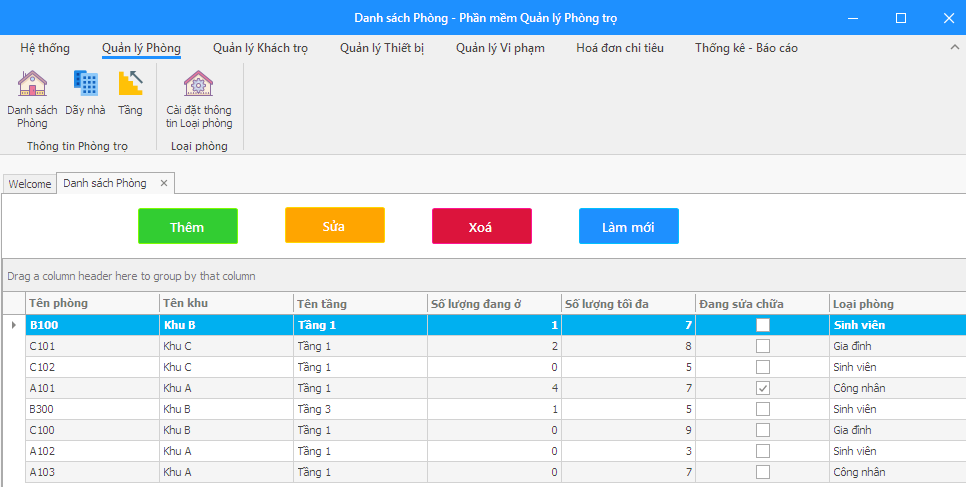 Danh sách Phòng - Phần mềm Quản lý Phòng trọ
Hệ thống Quản lý Phòng Quản lý Khách trọ Quản lý Thiết bị Quản lý Vi phạm Hoá đơn chi tiêu Thống kê - Báo cáo
Danh sách Phòng Dãy nhà Tầng Cài đặt thông tin Loại phòng
Thông tin Phòng trọ Loại phòng
Welcome Danh sách Phòng
Thêm Sửa Xoá Làm mới
Drag a column header here to group by that column
Tên phòng Tên khu Tên tầng Số lượng đang ở Số lượng tối đa Đang sửa chữa Loại phòng
B100 Khu B Tầng 1 1 7 Sinh viên
C101 Khu C Tầng 1 2 8 Gia đình
C102 Khu C Tầng 1 0 5 Sinh viên
A101 Khu A Tầng 1 4 7 Công nhân
B300 Khu B Tầng 3 1 5 Sinh viên
C100 Khu B Tầng 1 0 9 Gia đình
A102 Khu A Tầng 1 0 3 Sinh viên
A103 Khu A Tầng 1 0 7 Công nhân